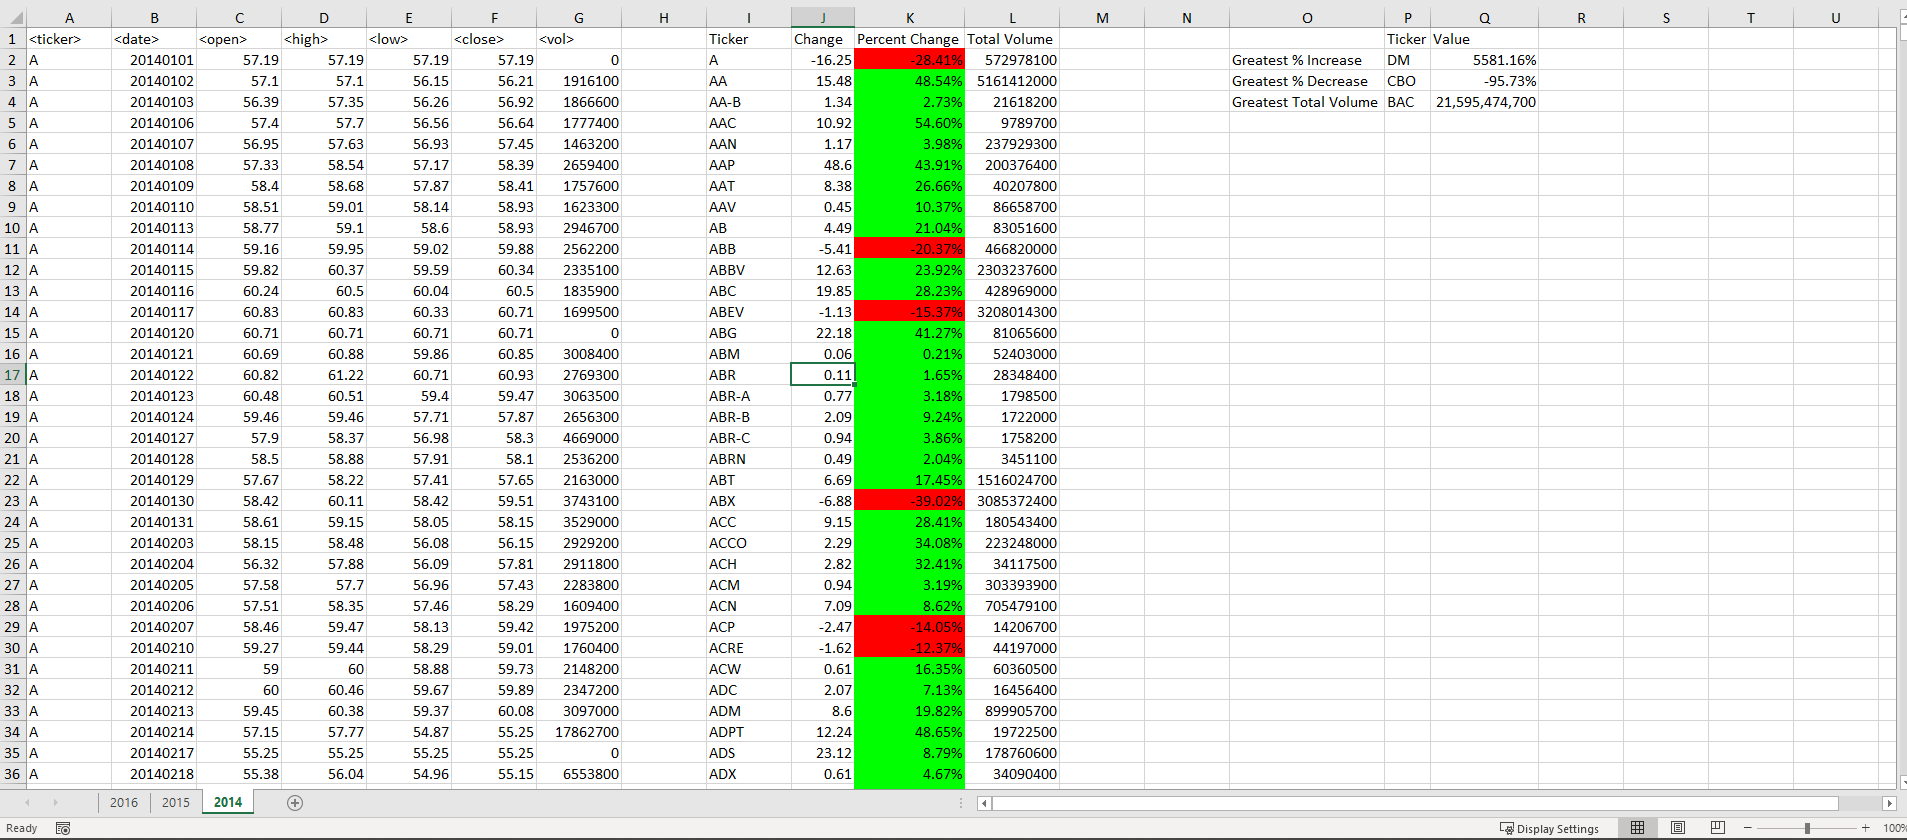 A B C D E F G H I J K L M N O P Q R S T U
1 <ticker> <date> <open> <high> <low> <close> <vol> Ticker Change Percent Change Total Volume Ticker Value
2 A 20140101 57.19 57.19 57.19 57.19 0 A -16.25 -28.41% 572978100 Greatest % Increase DM 5581.16%
3 A 20140102 57.1 57.1 56.15 56.21 1916100 AA 15.48 48.54% 5161412000 Greatest % Decrease CBO -95.73%
4 A 20140103 56.39 57.35 56.26 56.92 1866600 AA-B 1.34 2.73% 21618200 Greatest Total Volume BAC 21,595,474,700
5 A 20140106 57.4 57.7 56.56 56.64 1777400 AAC 10.92 54.60% 9789700
6 A 20140107 56.95 57.63 56.93 57.45 1463200 AAN 1.17 3.98% 237929300
7 A 20140108 57.33 58.54 57.17 58.39 2659400 AAP 48.6 43.91% 200376400
8 A 20140109 58.4 58.68 57.87 58.41 1757600 AAT 8.38 26.66% 40207800
9 A 20140110 58.51 59.01 58.14 58.93 1623300 AAV 0.45 10.37% 86658700
10 A 20140113 58.77 59.1 58.6 58.93 2946700 AB 4.49 21.04% 83051600
11 A 20140114 59.16 59.95 59.02 59.88 2562200 ABB -5.41 -20.37% 466820000
12 A 20140115 59.82 60.37 59.59 60.34 2335100 ABBV 12.63 23.92% 2303237600
13 A 20140116 60.24 60.5 60.04 60.5 1835900 ABC 19.85 28.23% 428969000
14 A 20140117 60.83 60.83 60.33 60.71 1699500 ABEV -1.13 -15.37% 3208014300
15 A 20140120 60.71 60.71 60.71 60.71 0 ABG 22.18 41.27% 81065600
16 A 20140121 60.69 60.88 59.86 60.85 3008400 ABM 0.06 0.21% 52403000
17 A 20140122 60.82 61.22 60.71 60.93 2769300 ABR 0.11 1.65% 28348400
18 A 20140123 60.48 60.51 59.4 59.47 3063500 ABR-A 0.77 3.18% 1798500
19 A 20140124 59.46 59.46 57.71 57.87 2656300 ABR-B 2.09 9.24% 1722000
20 A 20140127 57.9 58.37 56.98 58.3 4669000 ABR-C 0.94 3.86% 1758200
21 A 20140128 58.5 58.88 57.91 58.1 2536200 ABRN 0.49 2.04% 3451100
22 A 20140129 57.67 58.22 57.41 57.65 2163000 ABT 6.69 17.45% 1516024700
23 A 20140130 58.42 60.11 58.42 59.51 3743100 ABX -6.88 -39.02% 3085372400
24 A 20140131 58.61 59.15 58.05 58.15 3529000 ACC 9.15 28.41% 180543400
25 A 20140203 58.15 58.48 56.08 56.15 2929200 ACCO 2.29 34.08% 223248000
26 A 20140204 56.32 57.88 56.09 57.81 2911800 ACH 2.82 32.41% 34117500
27 A 20140205 57.58 57.7 56.96 57.43 2283800 ACM 0.94 3.19% 303393900
28 A 20140206 57.51 58.35 57.46 58.29 1609400 ACN 7.09 8.62% 705479100
29 A 20140207 58.46 59.47 58.13 59.42 1975200 ACP -2.47 -14.05% 14206700
30 A 20140210 59.27 59.44 58.29 59.01 1760400 ACRE -1.62 -12.37% 44197000
31 A 20140211 59 60 58.88 59.73 2148200 ACW 0.61 16.35% 60360500
32 A 20140212 60 60.46 59.67 59.89 2347200 ADC 2.07 7.13% 16456400
33 A 20140213 59.45 60.38 59.37 60.08 3097000 ADM 8.6 19.82% 899905700
34 A 20140214 57.15 57.77 54.87 55.25 17862700 ADPT 12.24 48.65% 19722500
35 A 20140217 55.25 55.25 55.25 55.25 0 ADS 23.12 8.79% 178760600
36 A 20140218 55.38 56.04 54.96 55.15 6553800 ADX 0.61 4.67% 34090400
2016 2015 2014
Ready Display Settings 100%